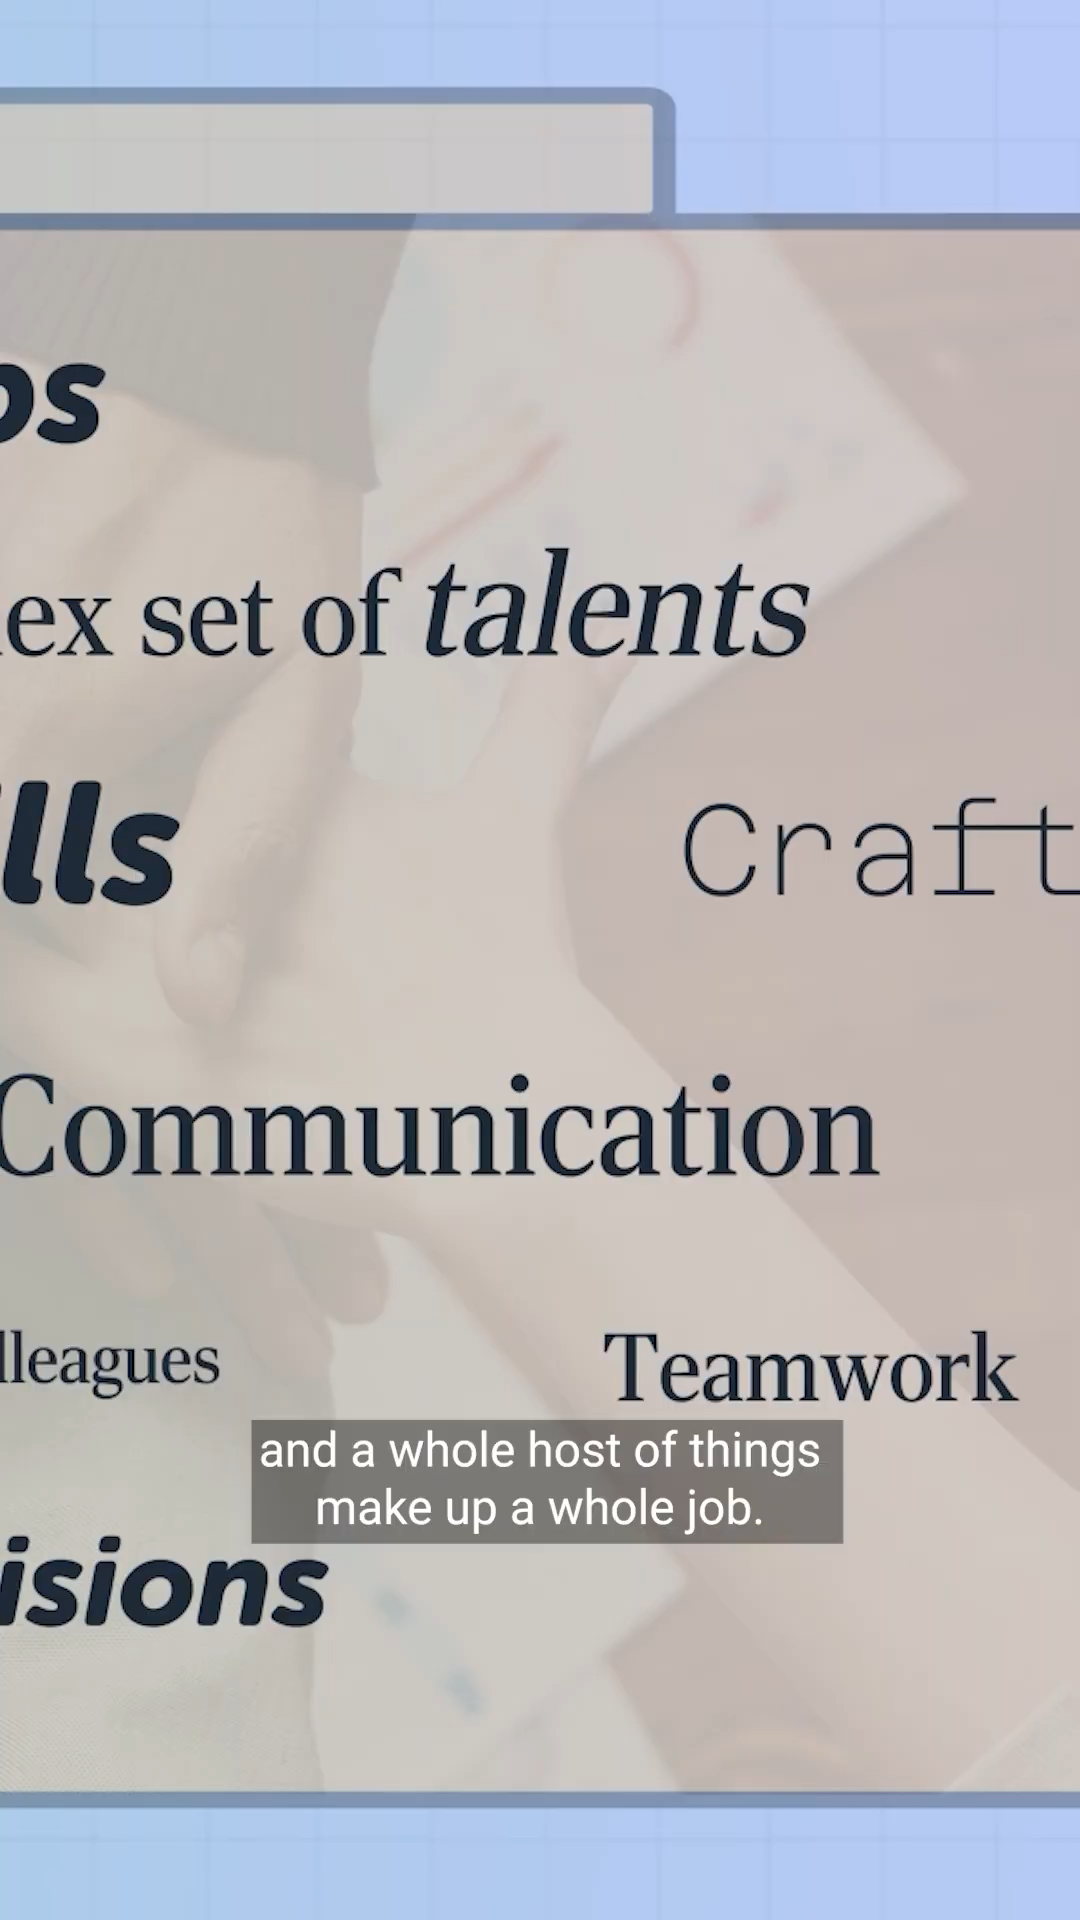 ps
ex set of talents
lls
Craft
Communication
lleagues
Teamwork
and a whole host of things
make up a whole job.
isions